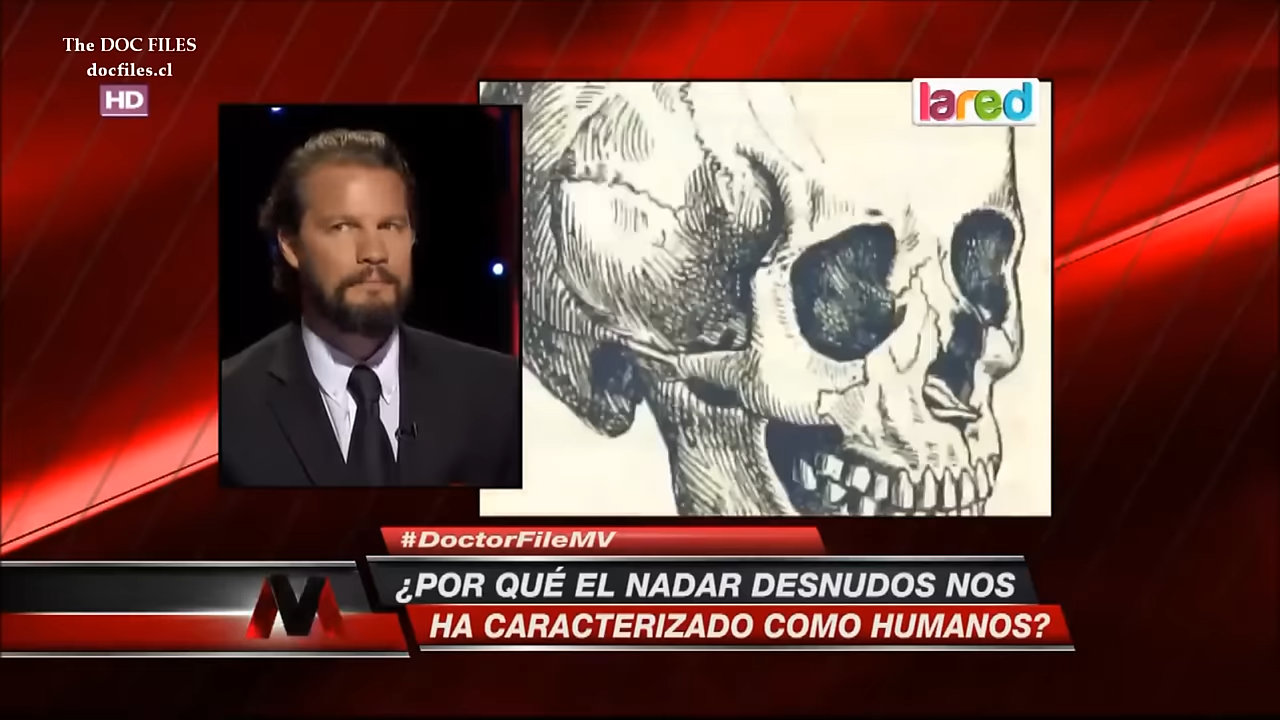 The DOC FILES
docfiles.cl
HD
lared
#DoctorFileMV
¿POR QUÉ EL NADAR DESNUDOS NOS
HA CARACTERIZADO COMO HUMANOS?